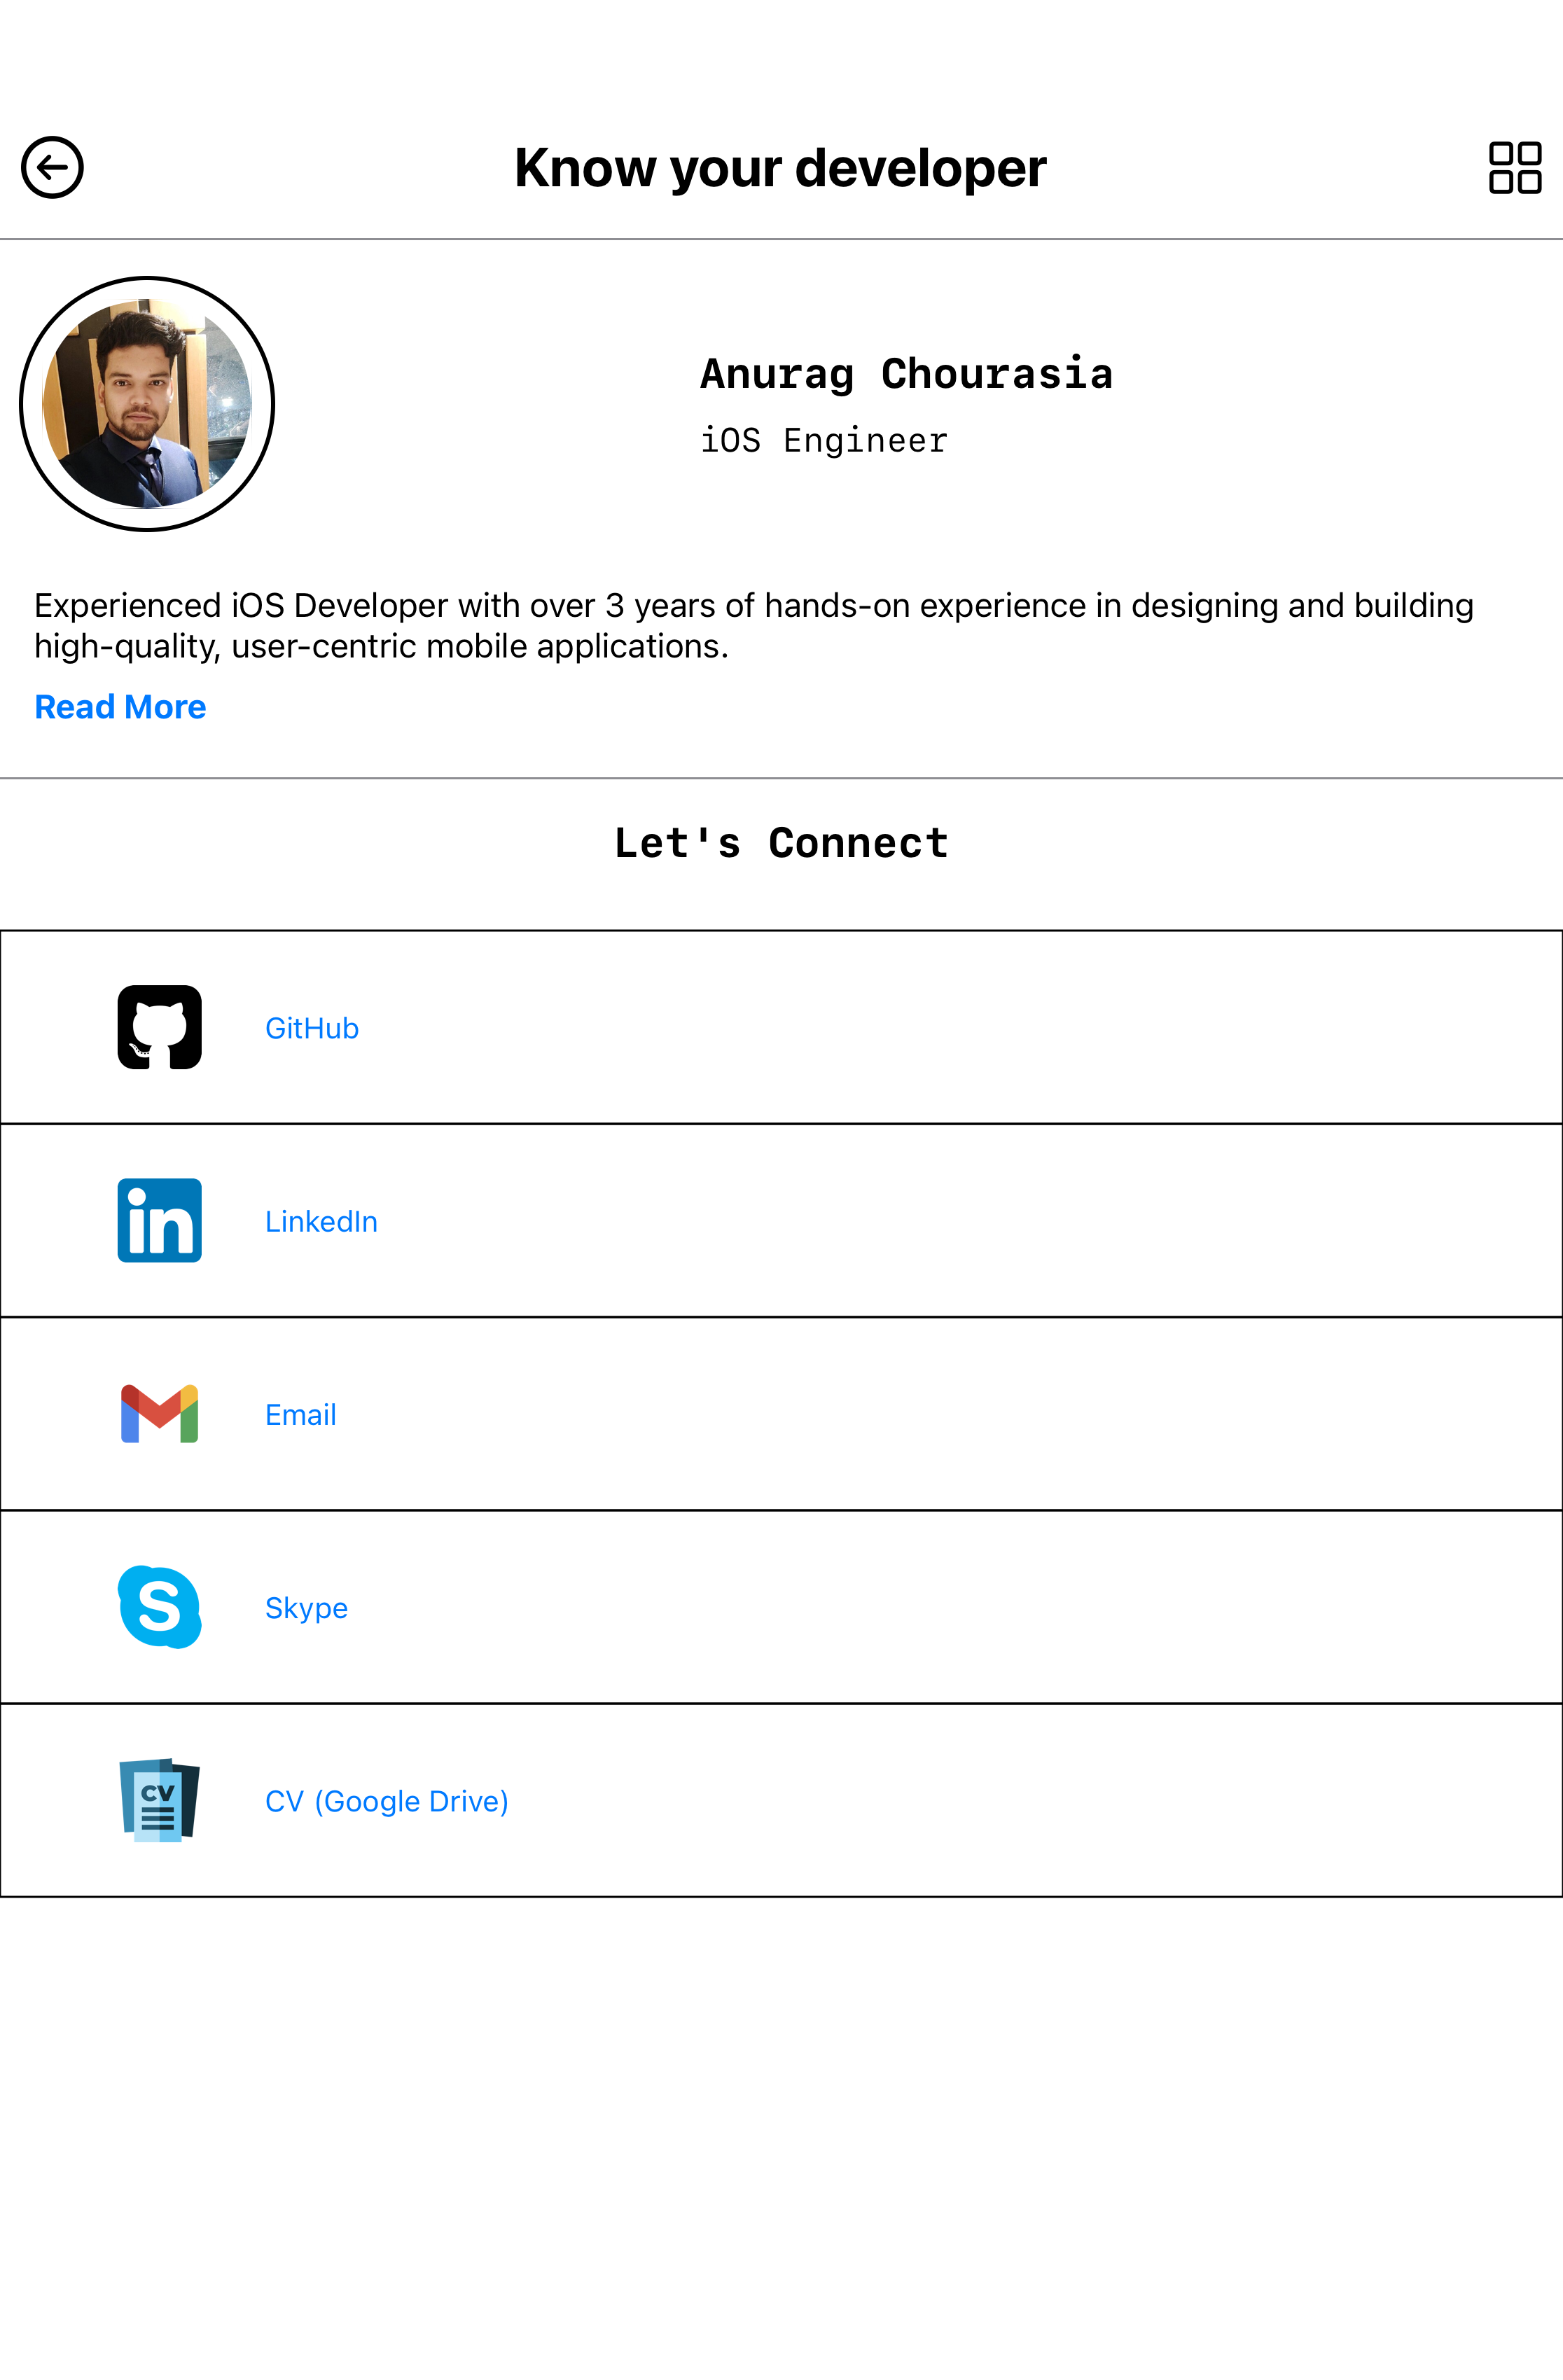 Know your developer
Anurag Chourasia
iOS Engineer
Experienced iOS Developer with over 3 years of hands-on experience in designing and building
high-quality, user-centric mobile applications.
Read More
Let's Connect
GitHub
in
LinkedIn
Email
S
Skype
CV
CV (Google Drive)